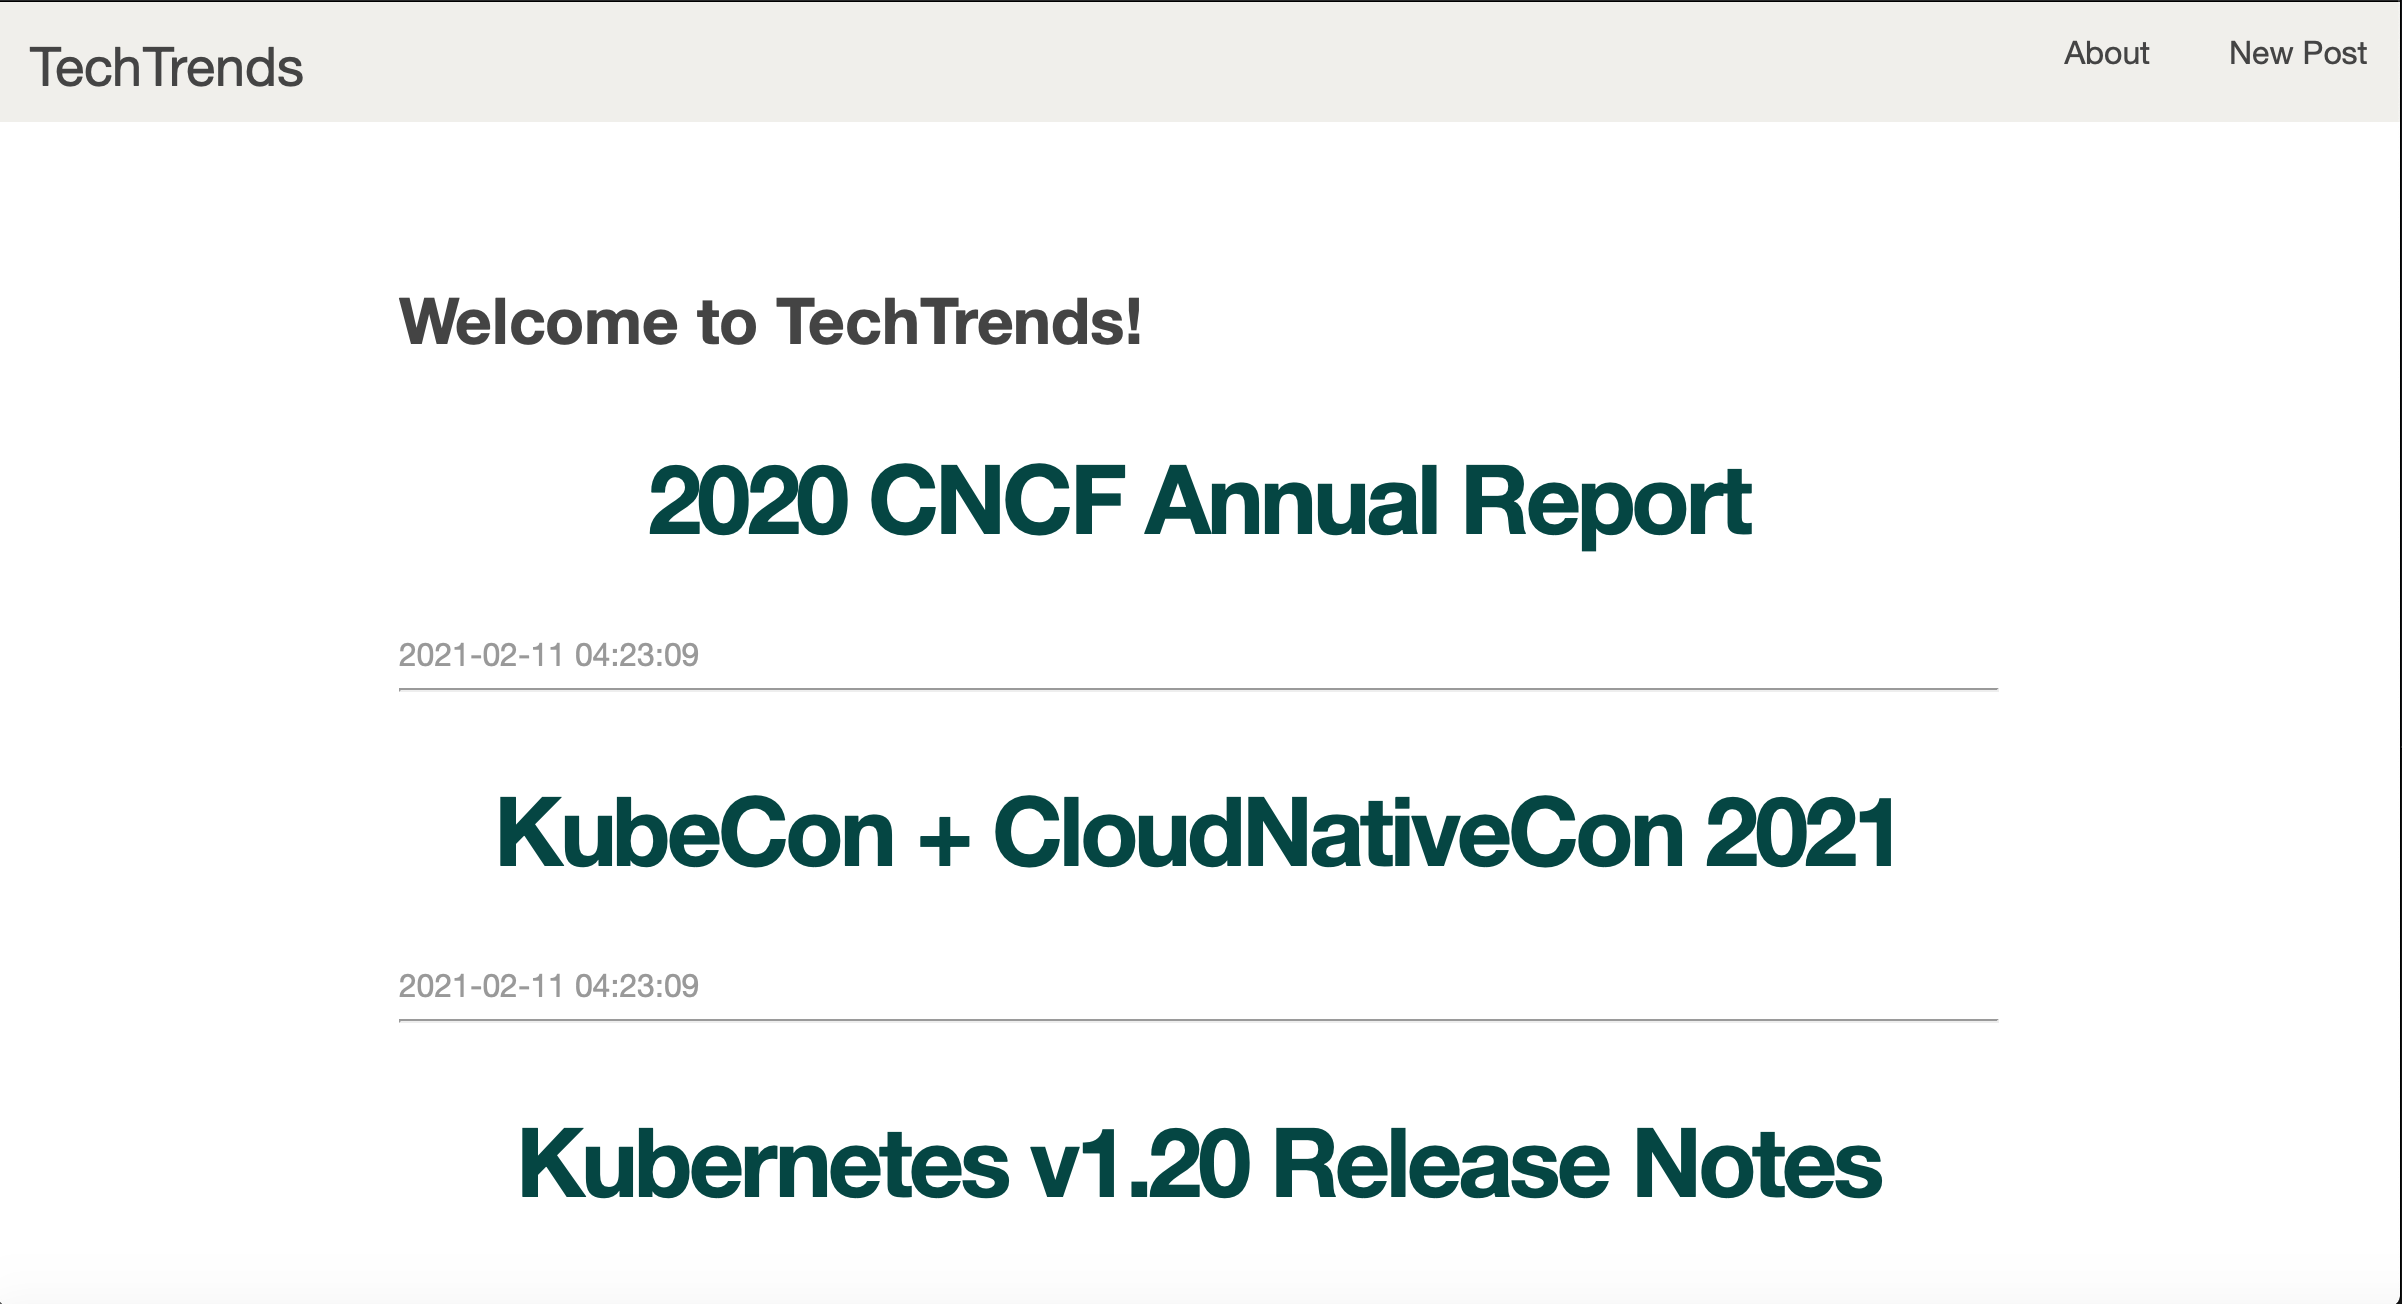 TechTrends
About New Post
Welcome to TechTrends!
2020 CNCF Annual Report
2021-02-11 04:23:09
KubeCon + CloudNativeCon 2021
2021-02-11 04:23:09
Kubernetes v1.20 Release Notes